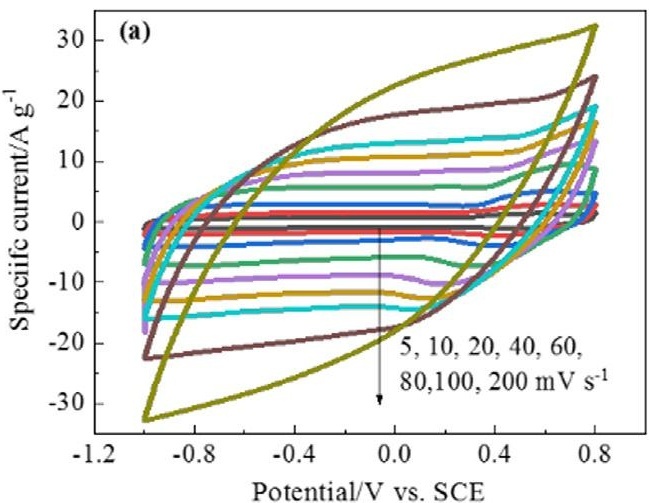 (a)
Speciifc current/A g⁻¹
30
20
10
0
-10
-20
-30
5, 10, 20, 40, 60,
80,100, 200 mV s⁻¹
-1.2 -0.8 -0.4 0.0 0.4 0.8
Potential/V vs. SCE